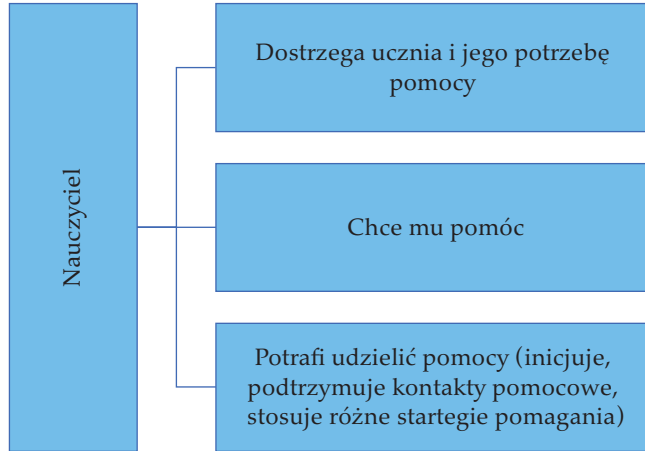 Nauczyciel
Dostrzega ucznia i jego potrzebę
pomocy
Chce mu pomóc
Potrafi udzielić pomocy (inicjuje,
podtrzymuje kontakty pomocowe,
stosuje różne startegie pomagania)